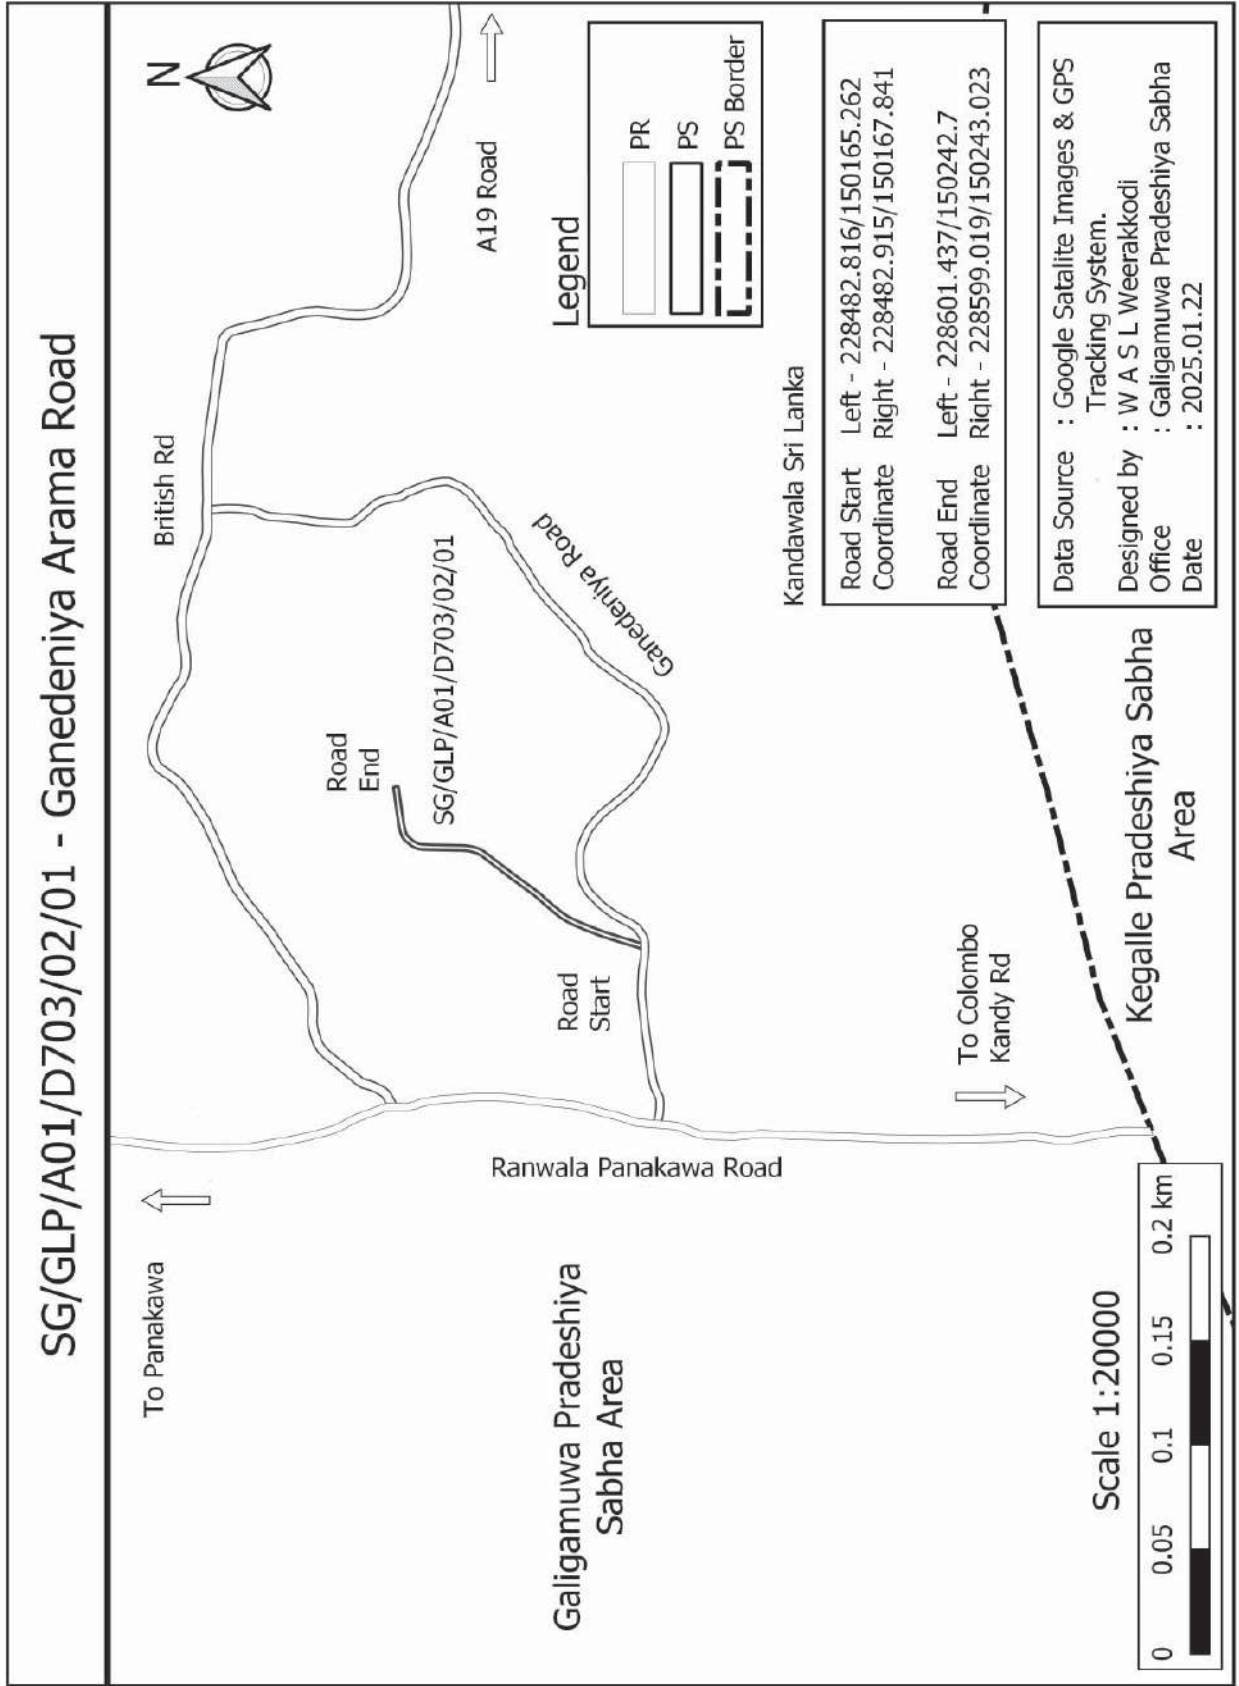 SG/GLP/A01/D703/02/01 - Ganedeniya Arama Road
N
To Panakawa
British Rd
A19 Road
Road
End
SG/GLP/A01/D703/02/01
Ganedeniya Road
Road
Start
Ranwala Panakawa Road
To Colombo
Kandy Rd
Galigamuwa Pradeshiya
Sabha Area
Kegalle Pradeshiya Sabha
Area
Legend
PR
PS
PS Border
Kandawala Sri Lanka
Road Start Left - 228482.816/150165.262
Coordinate Right - 228482.915/150167.841
Road End Left - 228601.437/150242.7
Coordinate Right - 228599.019/150243.023
Data Source : Google Satalite Images & GPS
Tracking System.
Designed by : W A S L Weerakkodi
Office : Galigamuwa Pradeshiya Sabha
Date : 2025.01.22
Scale 1:20000
0 0.05 0.1 0.15 0.2 km